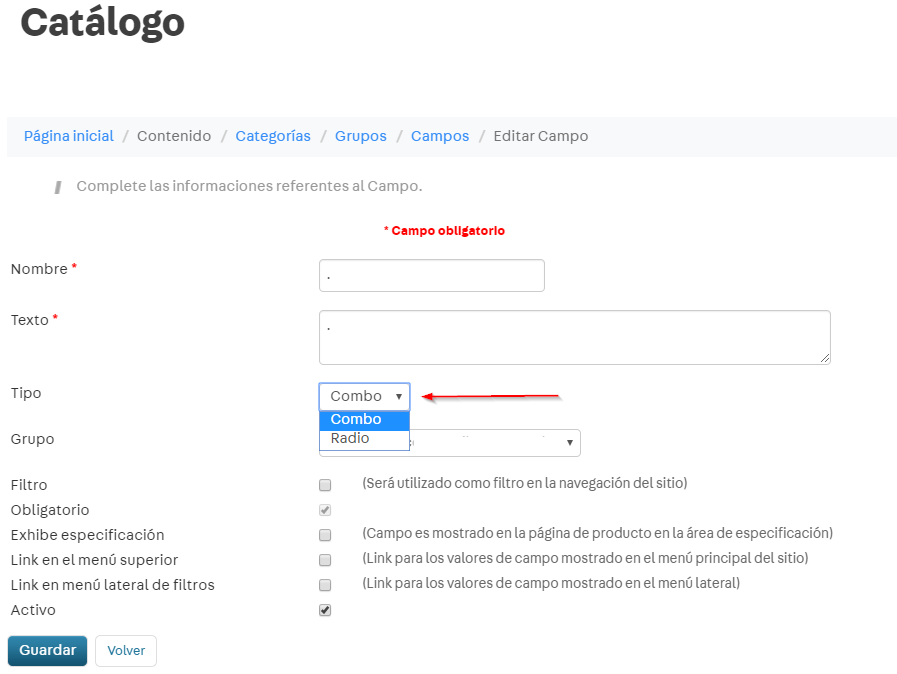 Catálogo
Página inicial / Contenido / Categorías / Grupos / Campos / Editar Campo
Complete las informaciones referentes al Campo.
* Campo obligatorio
Nombre * .
Texto * .
Tipo Combo
Combo
Radio
Grupo
Filtro (Será utilizado como filtro en la navegación del sitio)
Obligatorio
Exhibe especificación (Campo es mostrado en la página de producto en la área de especificación)
Link en el menú superior (Link para los valores de campo mostrado en el menú principal del sitio)
Link en menú lateral de filtros (Link para los valores de campo mostrado en el menú lateral)
Activo
Guardar Volver